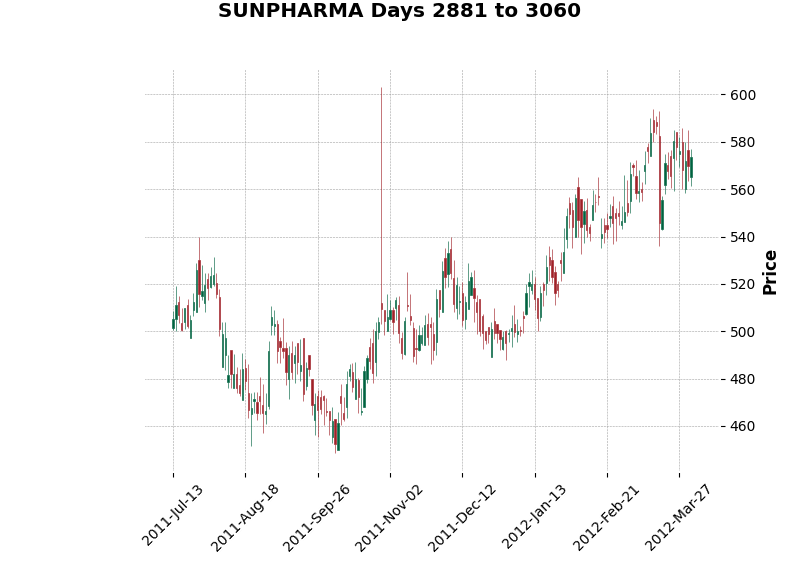 SUNPHARMA Days 2881 to 3060
600
580
560
540
520
500
480
460
Price
2011-Jul-13
2011-Aug-18
2011-Sep-26
2011-Nov-02
2011-Dec-12
2012-Jan-13
2012-Feb-21
2012-Mar-27